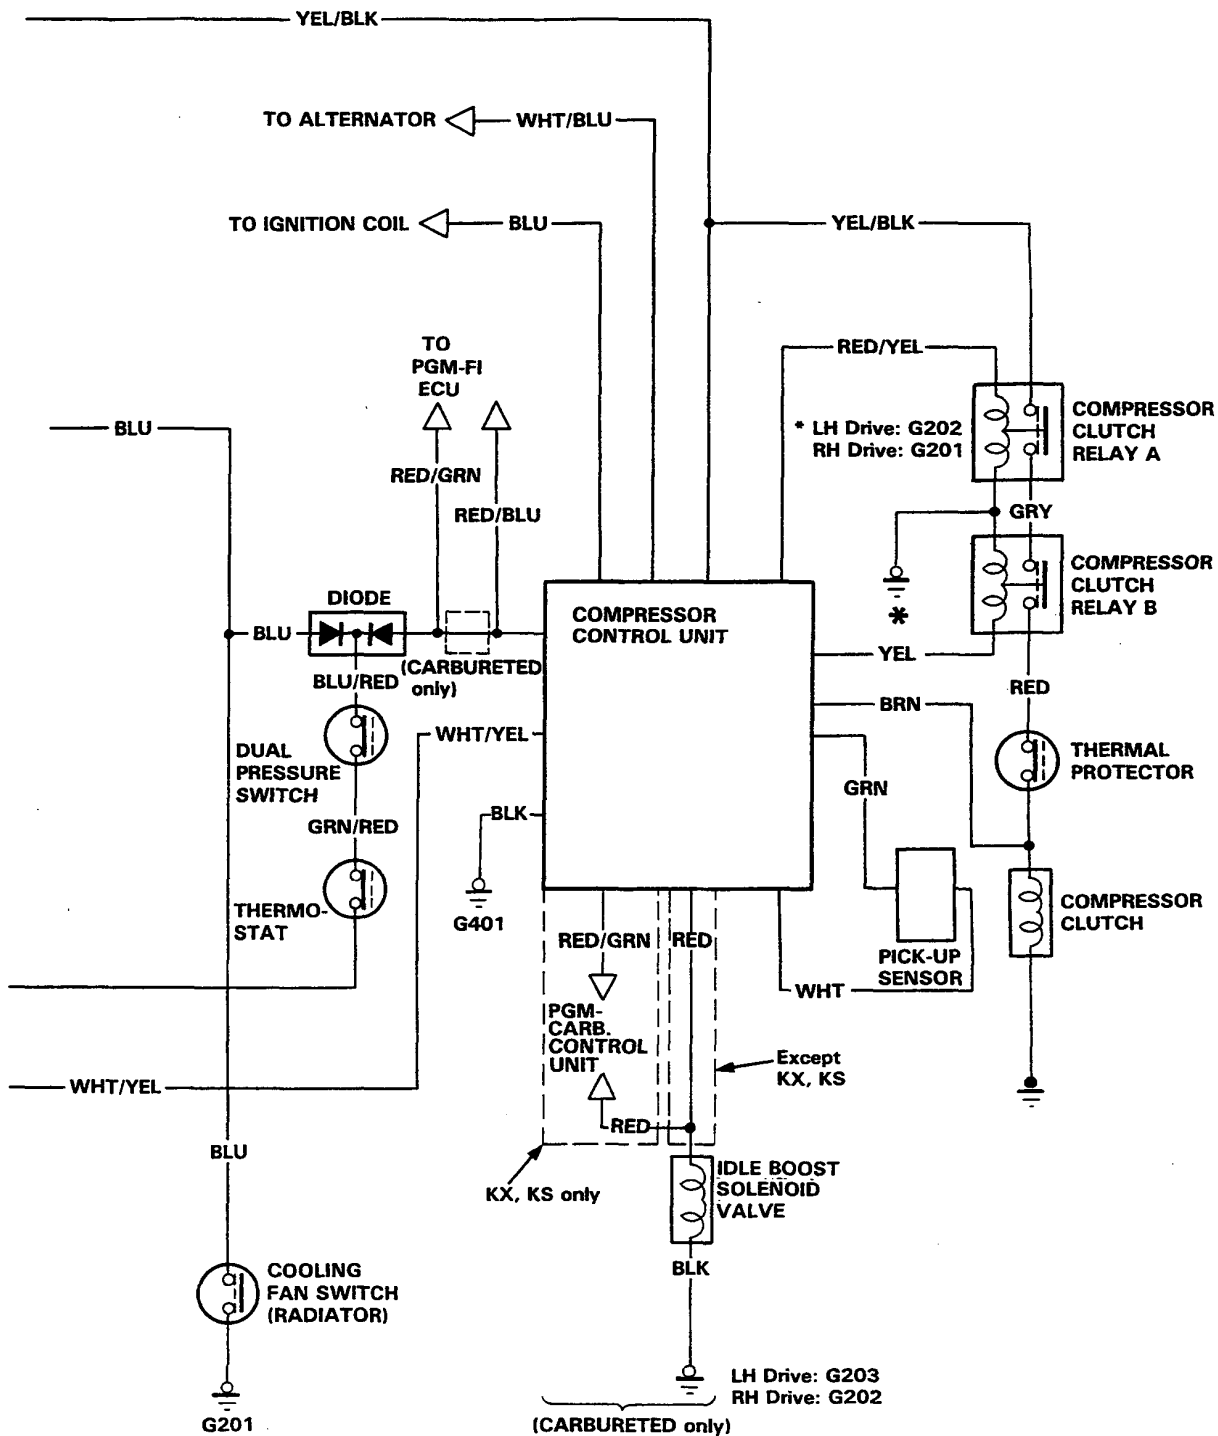 YEL/BLK
TO ALTERNATOR
WHT/BLU
TO IGNITION COIL
BLU
YEL/BLK
TO
PGM-FI
ECU
RED/YEL
COMPRESSOR
CLUTCH
RELAY A
* LH Drive: G202
RH Drive: G201
BLU
RED/GRN
RED/BLU
GRY
COMPRESSOR
CLUTCH
RELAY B
*
DIODE
COMPRESSOR
CONTROL UNIT
BLU
(CARBURETED
only)
YEL
BLU/RED
RED
BRN
WHT/YEL
DUAL
PRESSURE
SWITCH
THERMAL
PROTECTOR
GRN
BLK
GRN/RED
THERMO-
STAT
G401
COMPRESSOR
CLUTCH
RED/GRN
RED
PICK-UP
SENSOR
WHT
PGM-
CARB.
CONTROL
UNIT
Except
KX, KS
WHT/YEL
RED
BLU
KX, KS only
IDLE BOOST
SOLENOID
VALVE
BLK
COOLING
FAN SWITCH
(RADIATOR)
LH Drive: G203
RH Drive: G202
G201
(CARBURETED only)